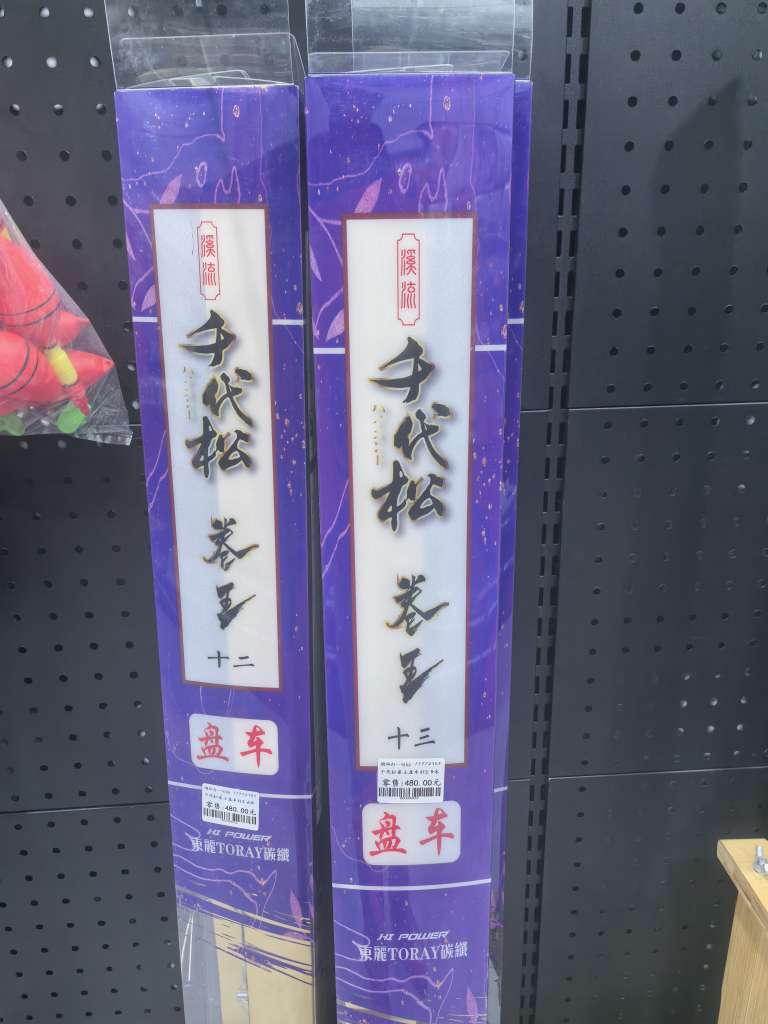 溪流
千代松
卷王
十二
盘车
零售:480.00元
HI POWER
東麗TORAY碳纖
溪流
千代松
卷王
十三
零售:480.00元
盘车
HI POWER
東麗TORAY碳纖